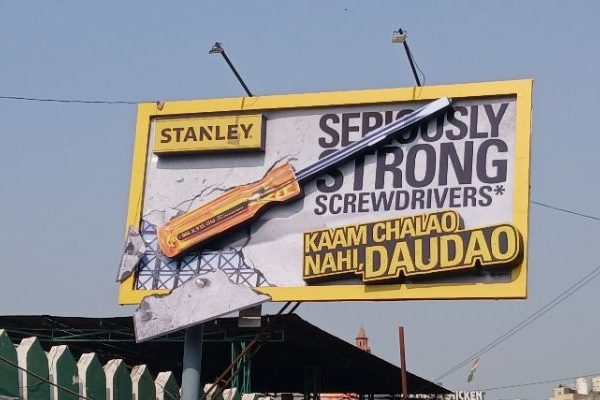 STANLEY
SERIOUSLY
STRONG
SCREWDRIVERS*
KAAM CHALAO
NAHI, DAUDAO